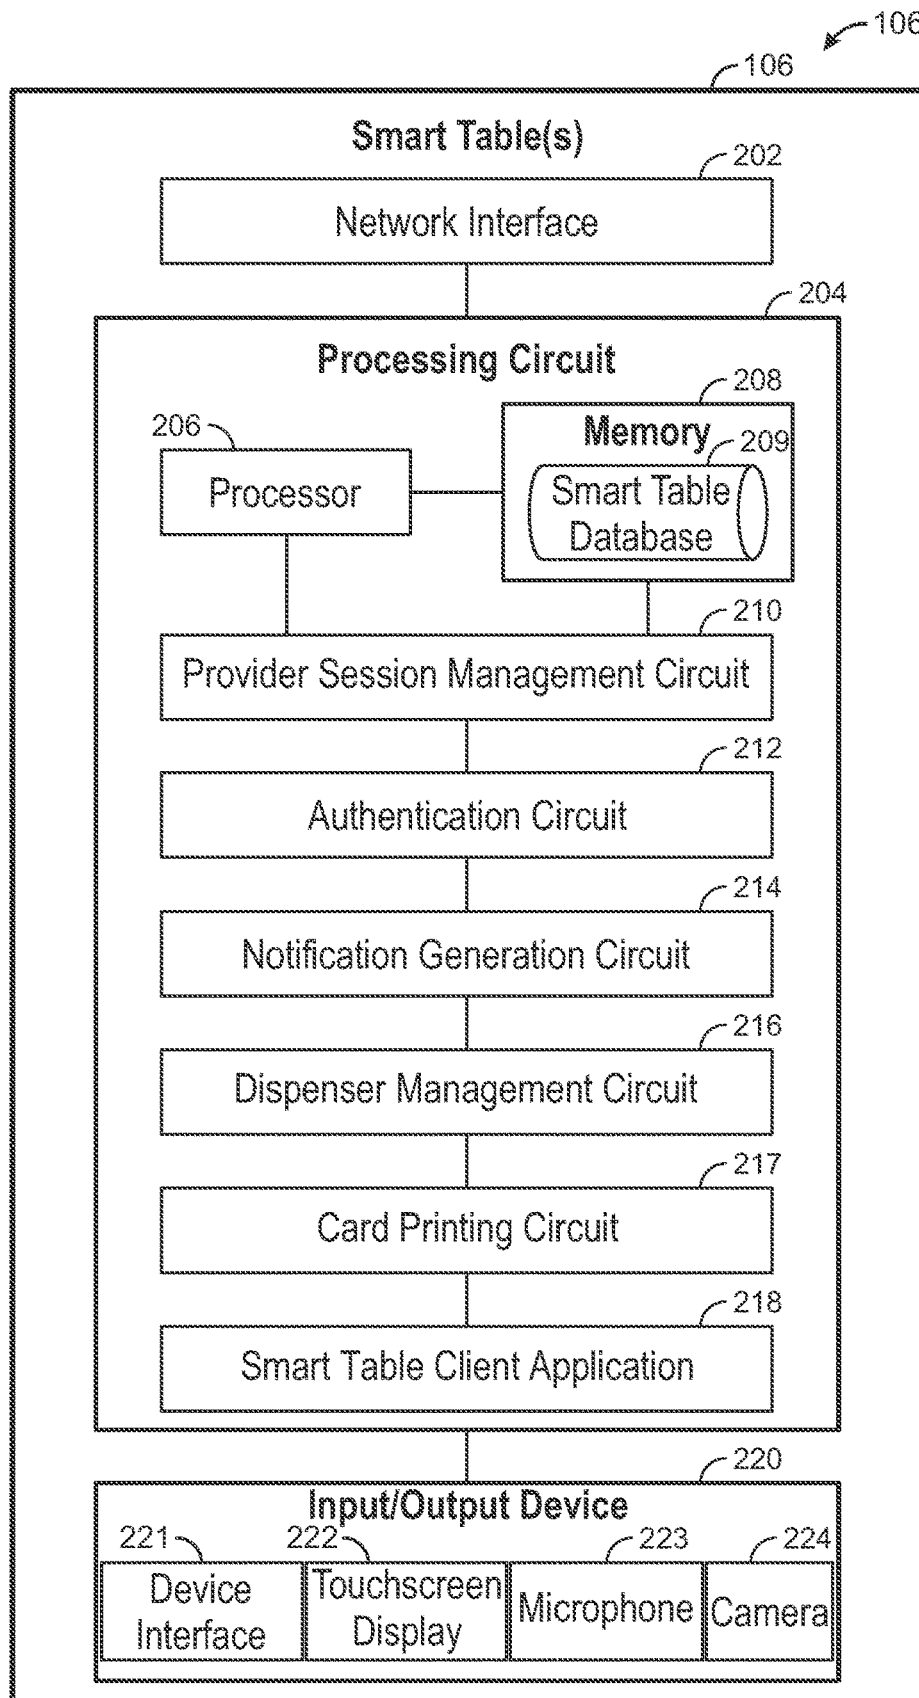 106
106
Smart Table(s)
202
Network Interface
204
Processing Circuit
208
206
Memory
209
Processor
Smart Table
Database
210
Provider Session Management Circuit
212
Authentication Circuit
214
Notification Generation Circuit
216
Dispenser Management Circuit
217
Card Printing Circuit
218
Smart Table Client Application
220
Input/Output Device
221 222 223 224
Device
Interface
Touchscreen
Display
Microphone
Camera